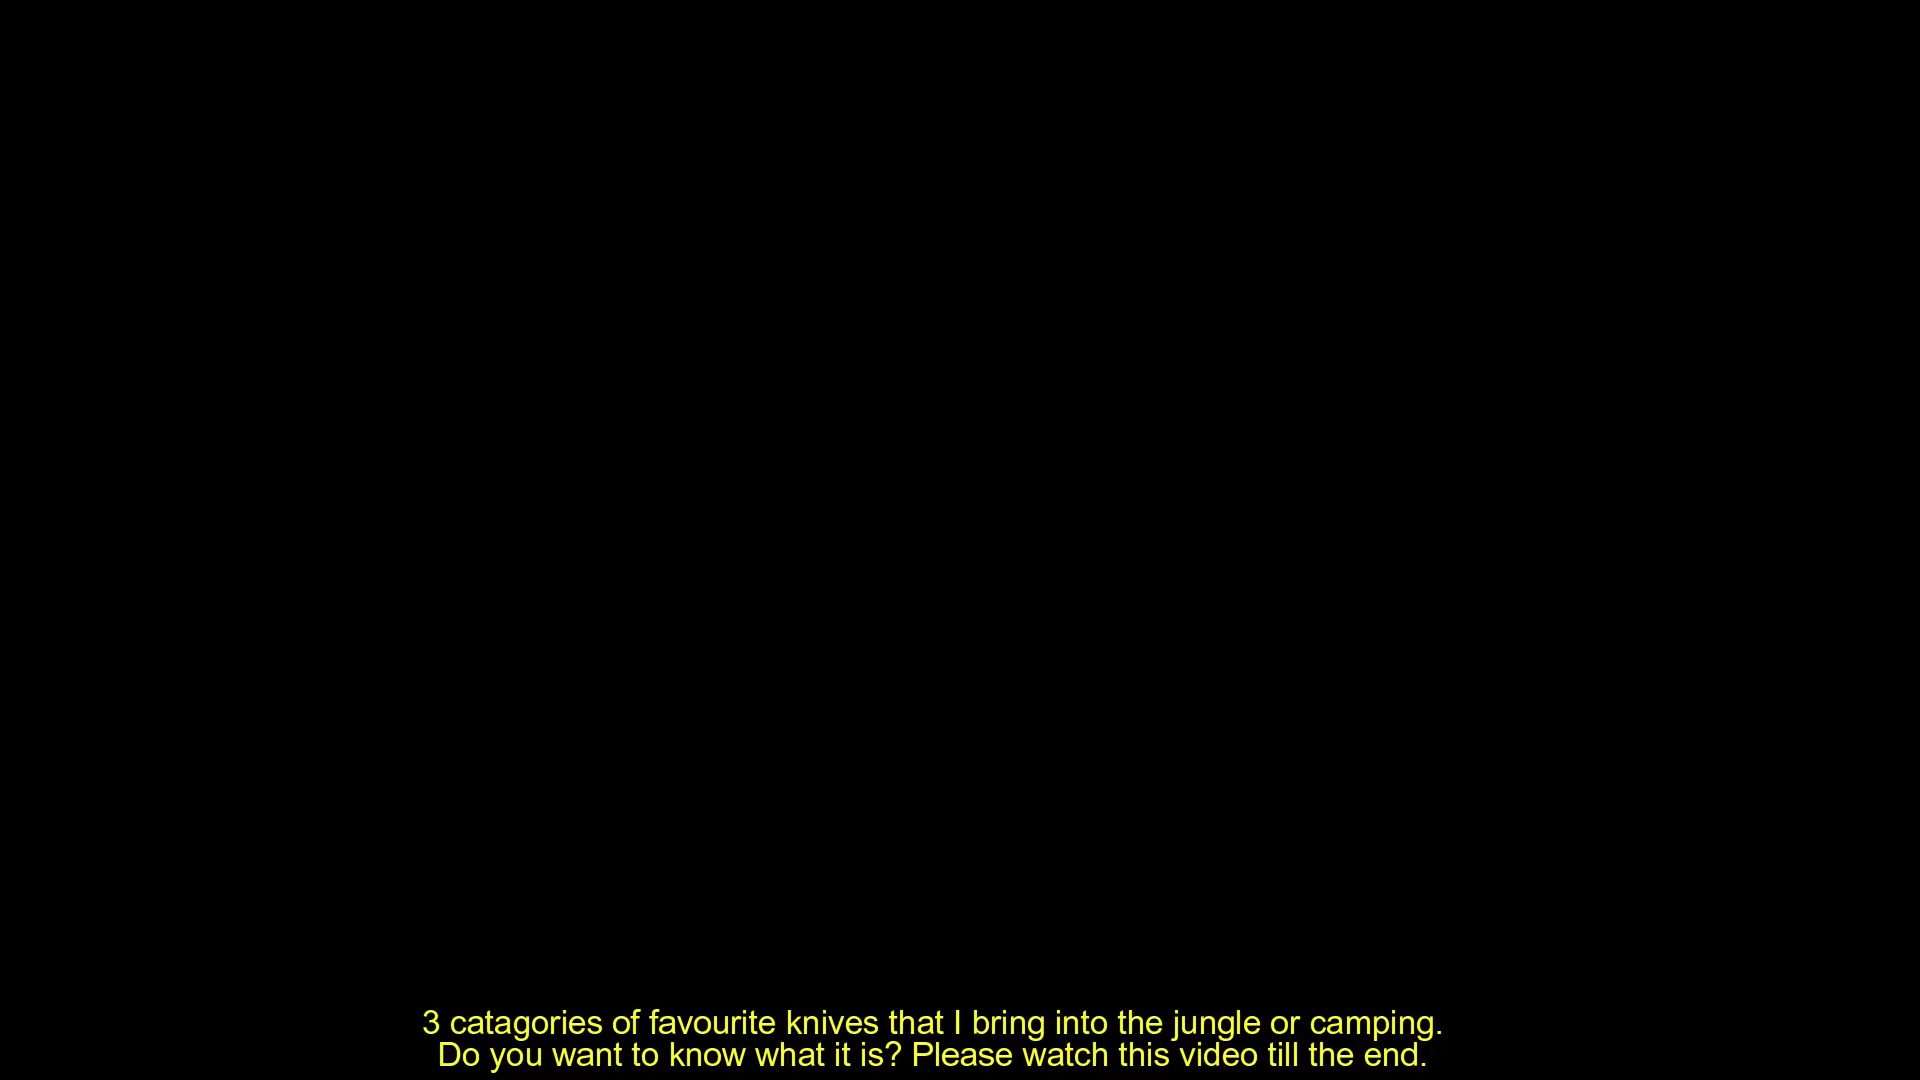 3 catagories of favourite knives that I bring into the jungle or camping.
Do you want to know what it is? Please watch this video till the end.